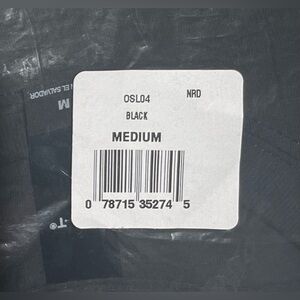 OSL04 NRD
BLACK
MEDIUM
0 78715 35274 5
N EL SALVADOR
M
-T®